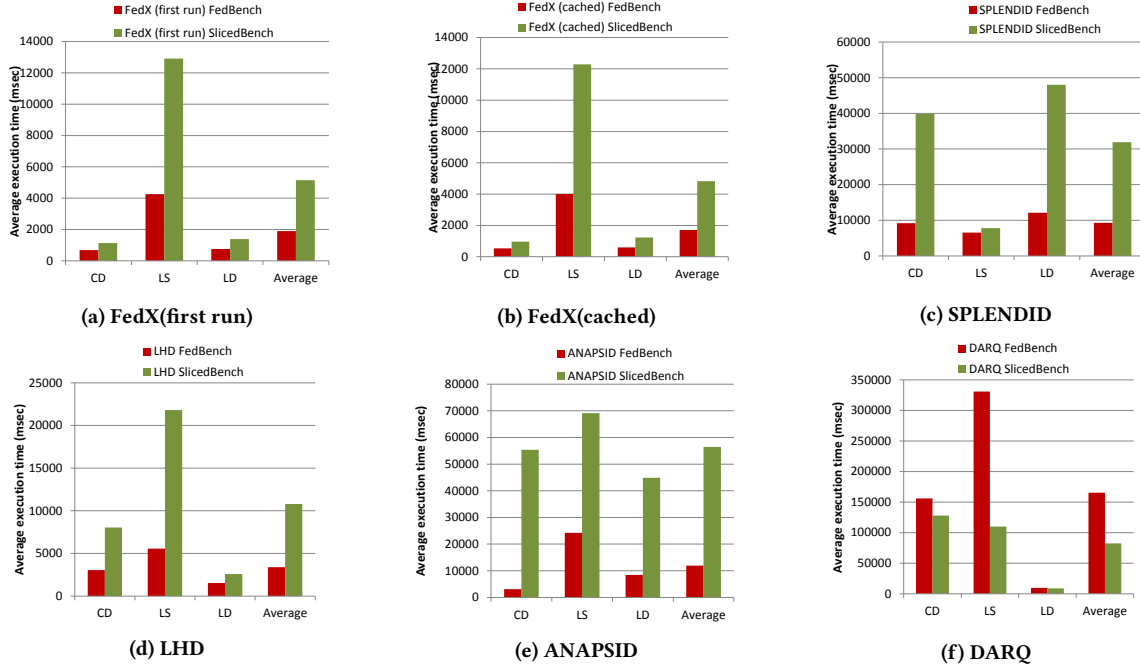 FedX (first run) FedBench
FedX (first run) SlicedBench
Average execution time (msec)
14000
12000
10000
8000
6000
4000
2000
0
CD LS LD Average
(a) FedX(first run)
FedX (cached) FedBench
FedX (cached) SlicedBench
Average execution time (msec)
14000
12000
10000
8000
6000
4000
2000
0
CD LS LD Average
(b) FedX(cached)
SPLENDID FedBench
SPLENDID SlicedBench
Average execution time (msec)
60000
50000
40000
30000
20000
10000
0
CD LS LD Average
(c) SPLENDID
LHD FedBench
LHD SlicedBench
Average execution time (msec)
25000
20000
15000
10000
5000
0
CD LS LD Average
(d) LHD
ANAPSID FedBench
ANAPSID SlicedBench
Average execution time (msec)
80000
70000
60000
50000
40000
30000
20000
10000
0
CD LS LD Average
(e) ANAPSID
DARQ FedBench
DARQ SlicedBench
Average execution time (msec)
350000
300000
250000
200000
150000
100000
50000
0
CD LS LD Average
(f) DARQ